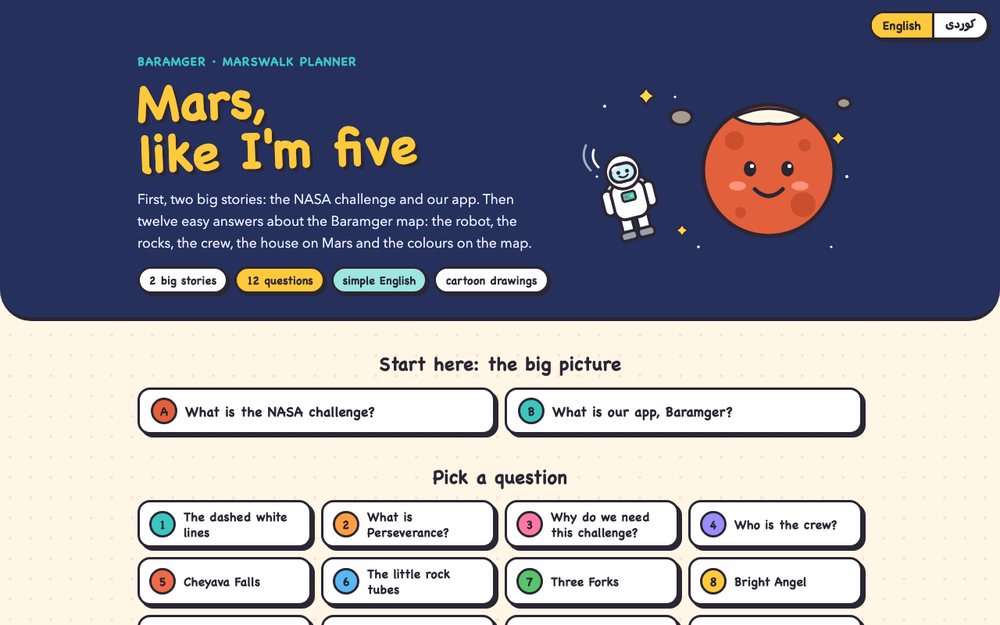 English
کوردی
BARAMGER · MARSWALK PLANNER
Mars,
like I'm five
First, two big stories: the NASA challenge and our app. Then
twelve easy answers about the Baramger map: the robot, the
rocks, the crew, the house on Mars and the colours on the map.
2 big stories
12 questions
simple English
cartoon drawings
Start here: the big picture
A What is the NASA challenge?
B What is our app, Baramger?
Pick a question
1 The dashed white
lines
2 What is
Perseverance?
3 Why do we need
this challenge?
4 Who is the crew?
5 Cheyava Falls
6 The little rock
tubes
7 Three Forks
8 Bright Angel